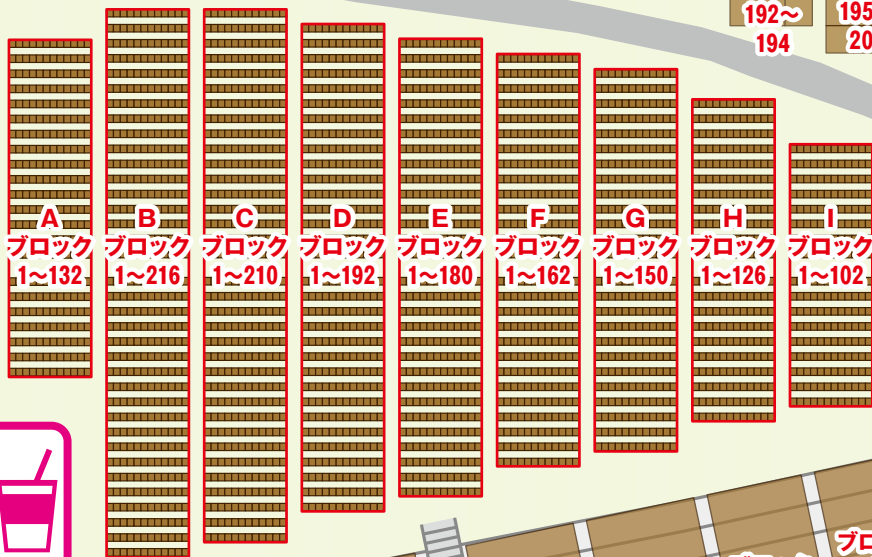 192〜
194
195
20
A
ブロック
1〜132
B
ブロック
1〜216
C
ブロック
1〜210
D
ブロック
1〜192
E
ブロック
1〜180
F
ブロック
1〜162
G
ブロック
1〜150
H
ブロック
1〜126
I
ブロック
1〜102
ブロ